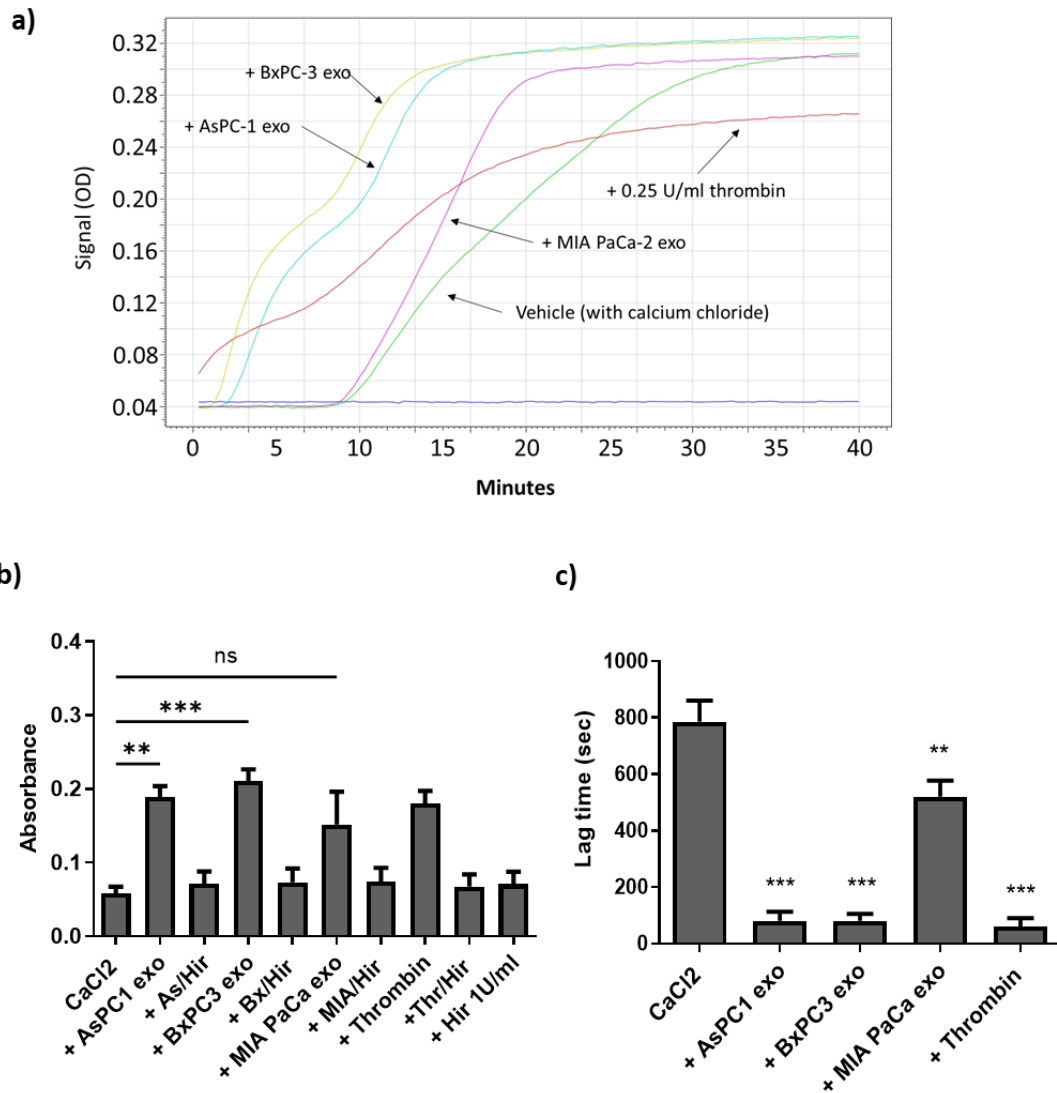 a)
0.32
0.28
0.24
0.20
0.16
0.12
0.08
0.04
Signal (OD)
+ BxPC-3 exo
+ AsPC-1 exo
+ 0.25 U/ml thrombin
+ MIA PaCa-2 exo
Vehicle (with calcium chloride)
0 5 10 15 20 25 30 35 40
Minutes
b)
0.4
0.3
0.2
0.1
0.0
Absorbance
ns
***
**
CaCl2
+ AsPC1 exo
+ As/Hir
+ BxPC3 exo
+ Bx/Hir
+ MIA PaCa exo
+ MIA/Hir
+ Thrombin
+Thr/Hir
+ Hir 1U/ml
c)
1000
800
600
400
200
0
Lag time (sec)
***
***
**
***
CaCl2
+ AsPC1 exo
+ BxPC3 exo
+ MIA PaCa exo
+ Thrombin